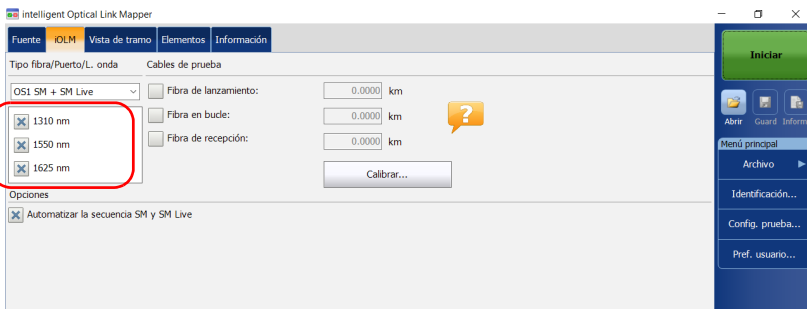 intelligent Optical Link Mapper
Fuente iOLM Vista de tramo Elementos Información
Tipo fibra/Puerto/L. onda Cables de prueba
OS1 SM + SM Live
Fibra de lanzamiento: 0.0000 km
1310 nm
Fibra en bucle: 0.0000 km
1550 nm
Fibra de recepción: 0.0000 km
1625 nm
Calibrar...
?
Opciones
Automatizar la secuencia SM y SM Live
Iniciar
Abrir Guard Inform
Menú principal
Archivo
Identificación...
Config. prueba...
Pref. usuario...